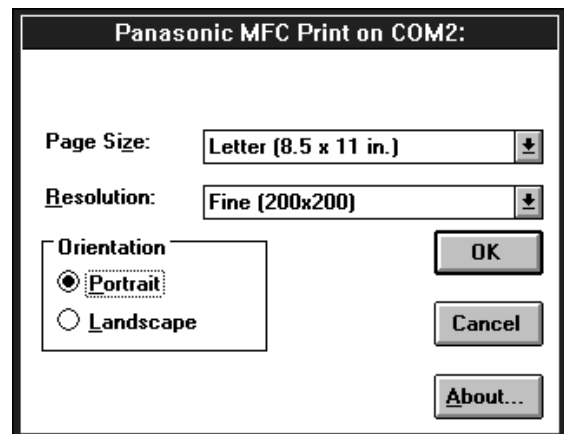 Panasonic MFC Print on COM2:
Page Size: Letter (8.5 x 11 in.)
Resolution: Fine (200x200)
Orientation
Portrait
Landscape
OK
Cancel
About...